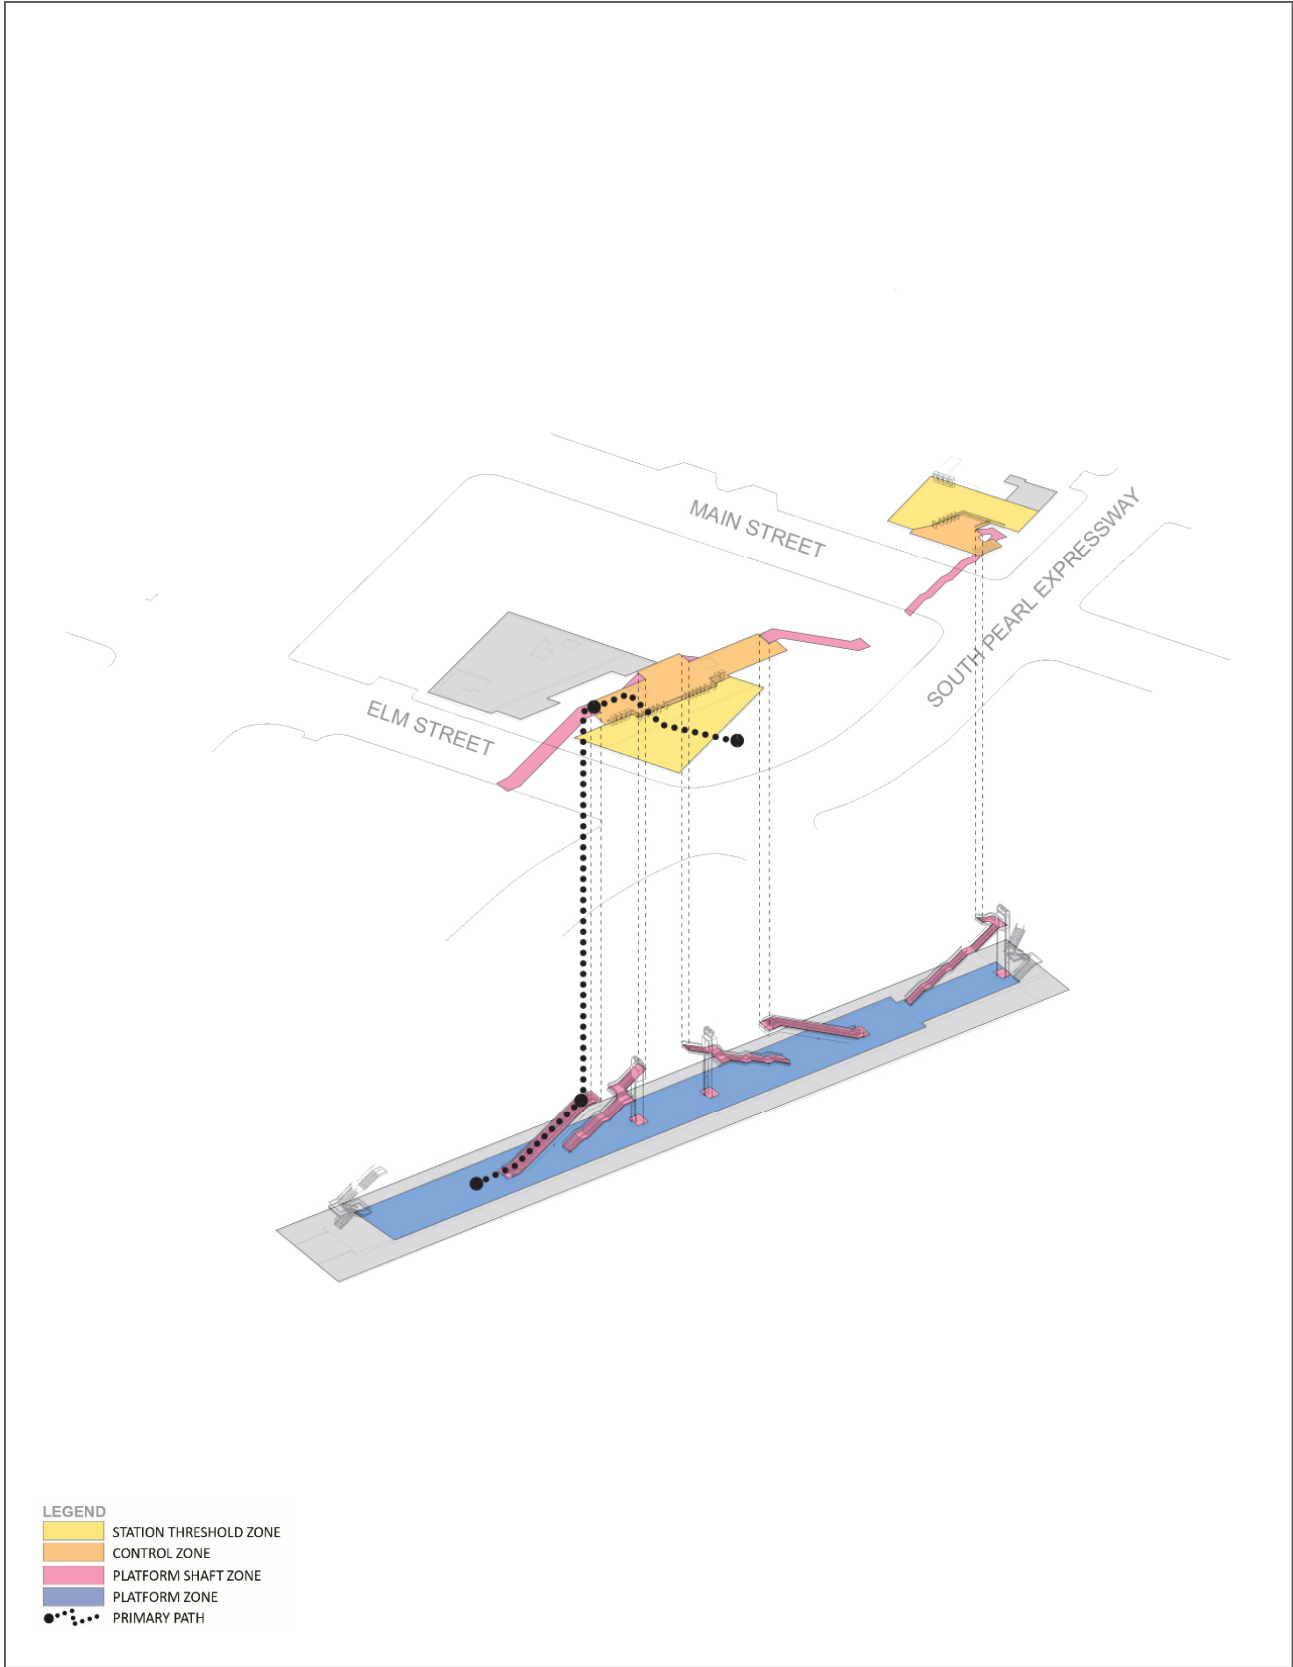 MAIN STREET
SOUTH PEARL EXPRESSWAY
ELM STREET
LEGEND
STATION THRESHOLD ZONE
CONTROL ZONE
PLATFORM SHAFT ZONE
PLATFORM ZONE
PRIMARY PATH